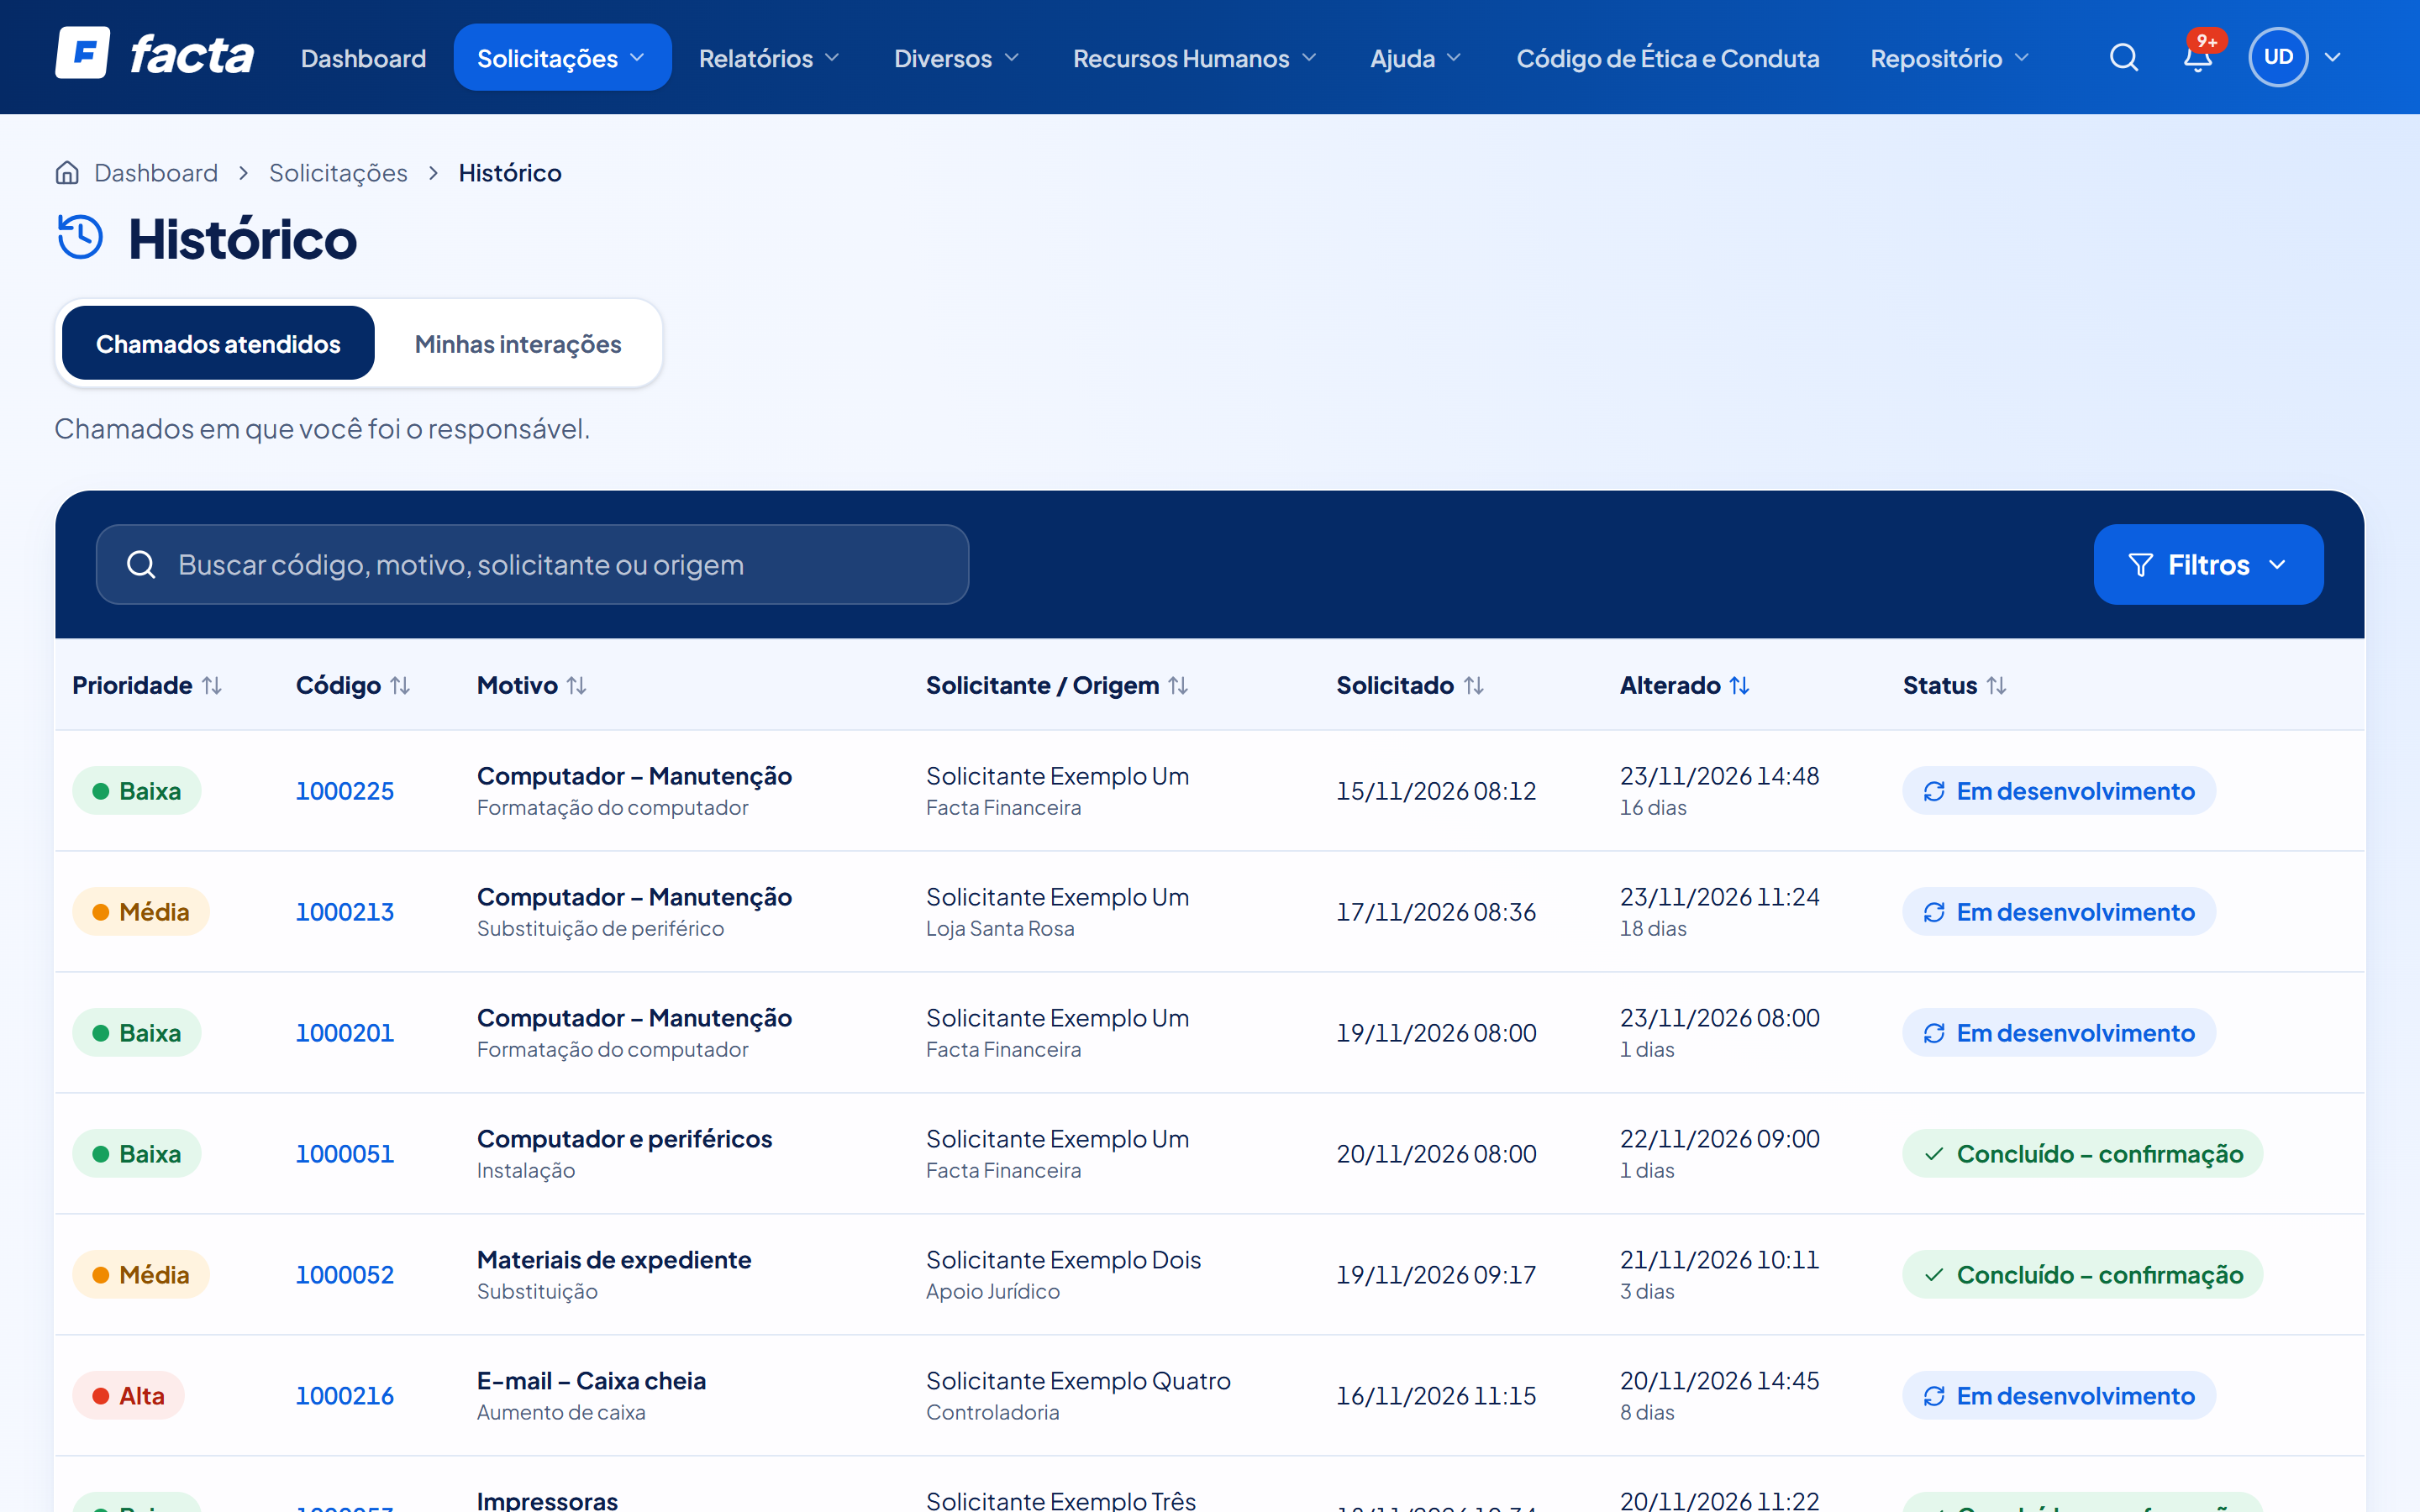 F facta Dashboard Solicitações Relatórios Diversos Recursos Humanos Ajuda Código de Ética e Conduta Repositório 9+ UD
Dashboard > Solicitações > Histórico
Histórico
Chamados atendidos Minhas interações
Chamados em que você foi o responsável.
Buscar código, motivo, solicitante ou origem Filtros
Prioridade Código Motivo Solicitante / Origem Solicitado Alterado Status
Baixa 1000225 Computador – Manutenção Solicitante Exemplo Um 15/11/2026 08:12 23/11/2026 14:48 Em desenvolvimento
Formatação do computador Facta Financeira 16 dias
Média 1000213 Computador – Manutenção Solicitante Exemplo Um 17/11/2026 08:36 23/11/2026 11:24 Em desenvolvimento
Substituição de periférico Loja Santa Rosa 18 dias
Baixa 1000201 Computador – Manutenção Solicitante Exemplo Um 19/11/2026 08:00 23/11/2026 08:00 Em desenvolvimento
Formatação do computador Facta Financeira 1 dias
Baixa 1000051 Computador e periféricos Solicitante Exemplo Um 20/11/2026 08:00 22/11/2026 09:00 Concluído – confirmação
Instalação Facta Financeira 1 dias
Média 1000052 Materiais de expediente Solicitante Exemplo Dois 19/11/2026 09:17 21/11/2026 10:11 Concluído – confirmação
Substituição Apoio Jurídico 3 dias
Alta 1000216 E-mail – Caixa cheia Solicitante Exemplo Quatro 16/11/2026 11:15 20/11/2026 14:45 Em desenvolvimento
Aumento de caixa Controladoria 8 dias
Impressoras Solicitante Exemplo Três 20/11/2026 11:22